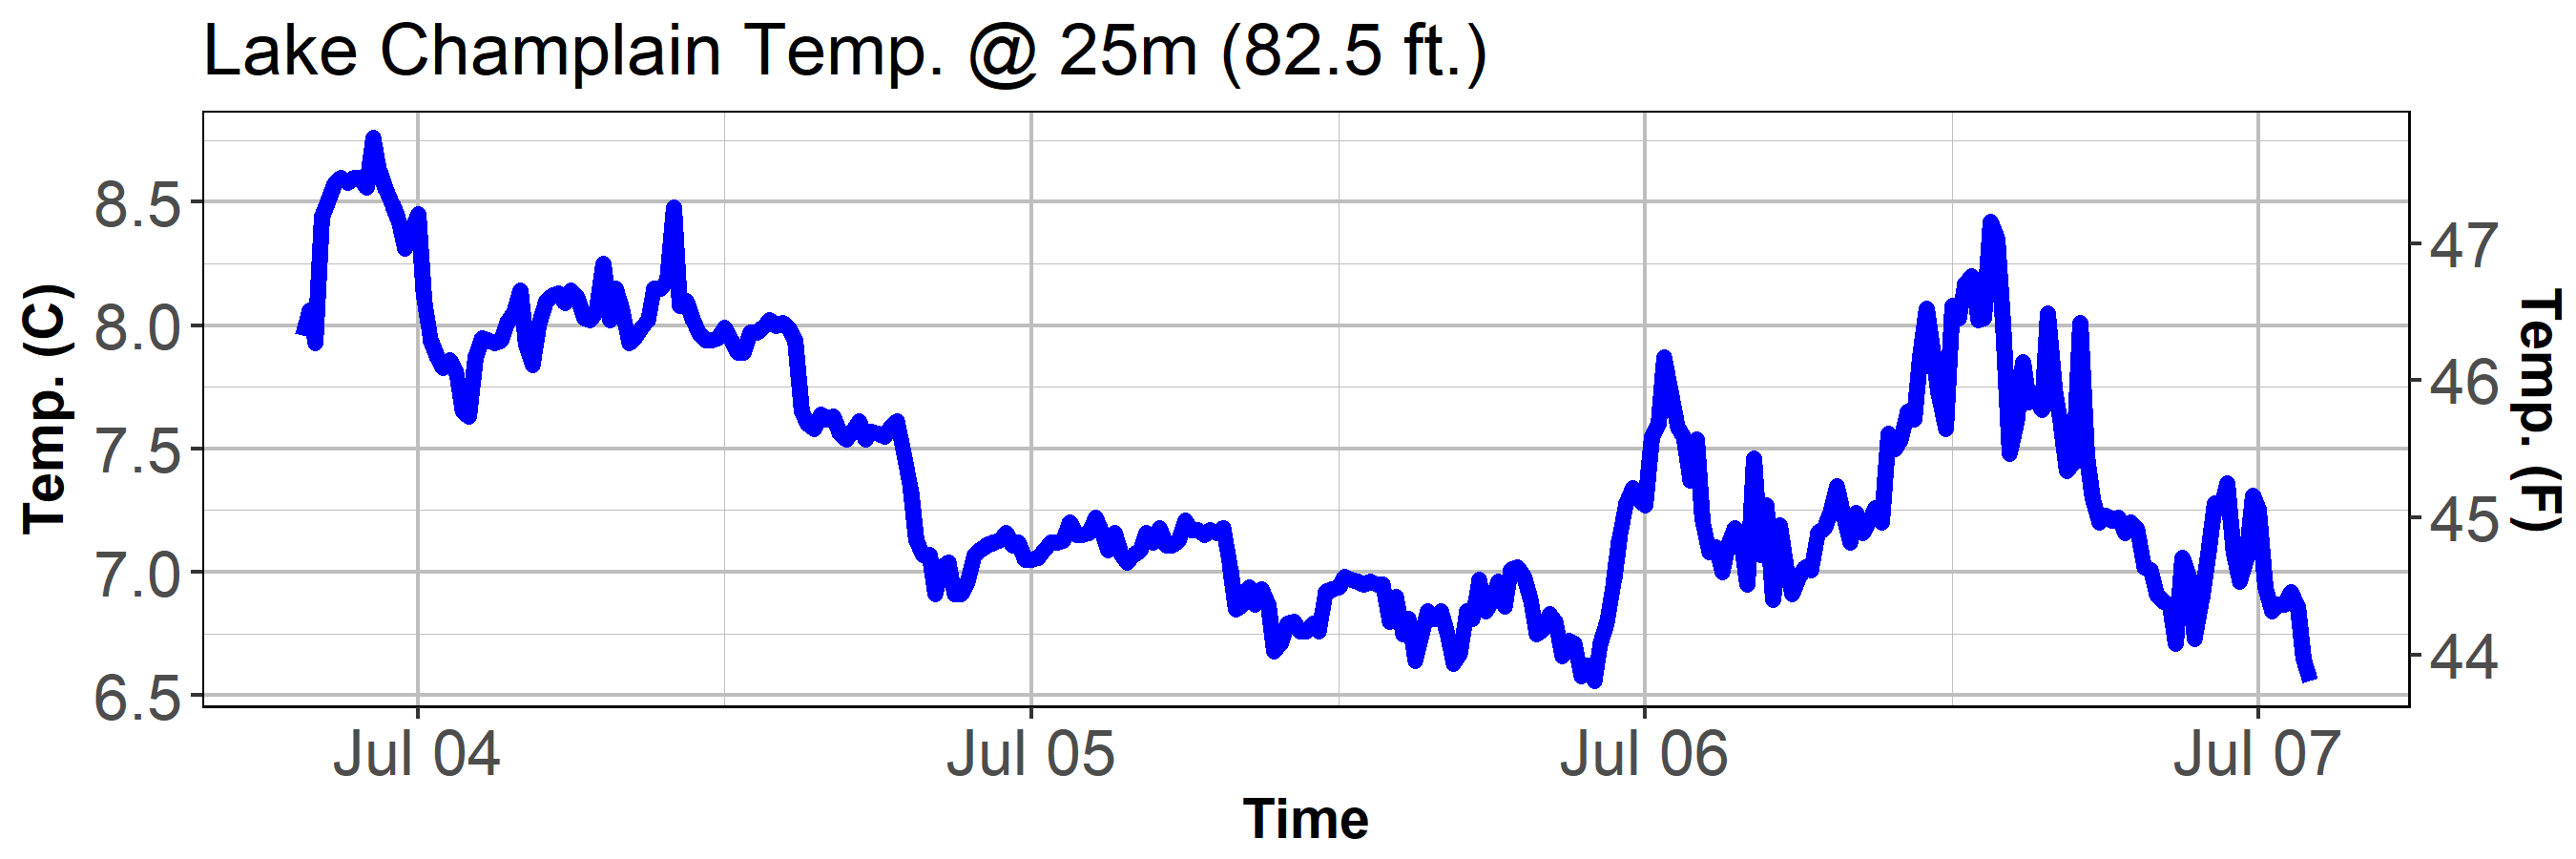 Lake Champlain Temp. @ 25m (82.5 ft.)
Temp. (C)
8.5
8.0
7.5
7.0
6.5
47
46
45
44
Temp. (F)
Jul 04 Jul 05 Jul 06 Jul 07
Time